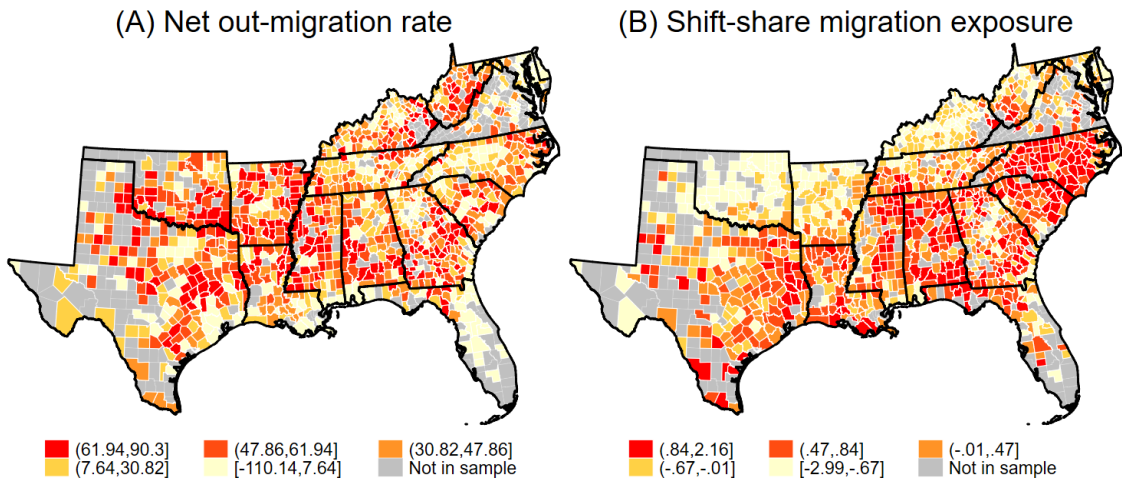 (A) Net out-migration rate
(B) Shift-share migration exposure
(61.94,90.3]
(47.86,61.94]
(30.82,47.86]
(7.64,30.82]
[-110.14,7.64]
Not in sample
(.84,2.16]
(.47,.84]
(-.01,.47]
(-.67,-.01]
[-2.99,-.67]
Not in sample